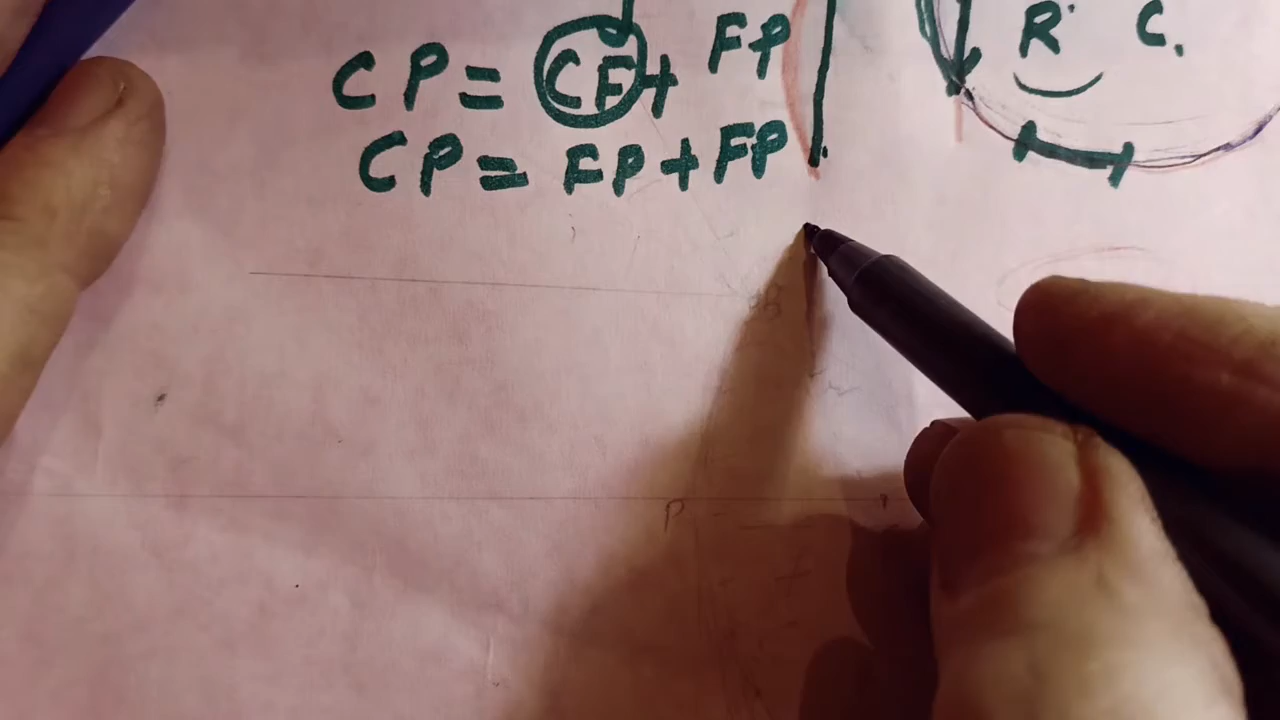 CP = CF + FP
CP = FP + FP
R C.
P